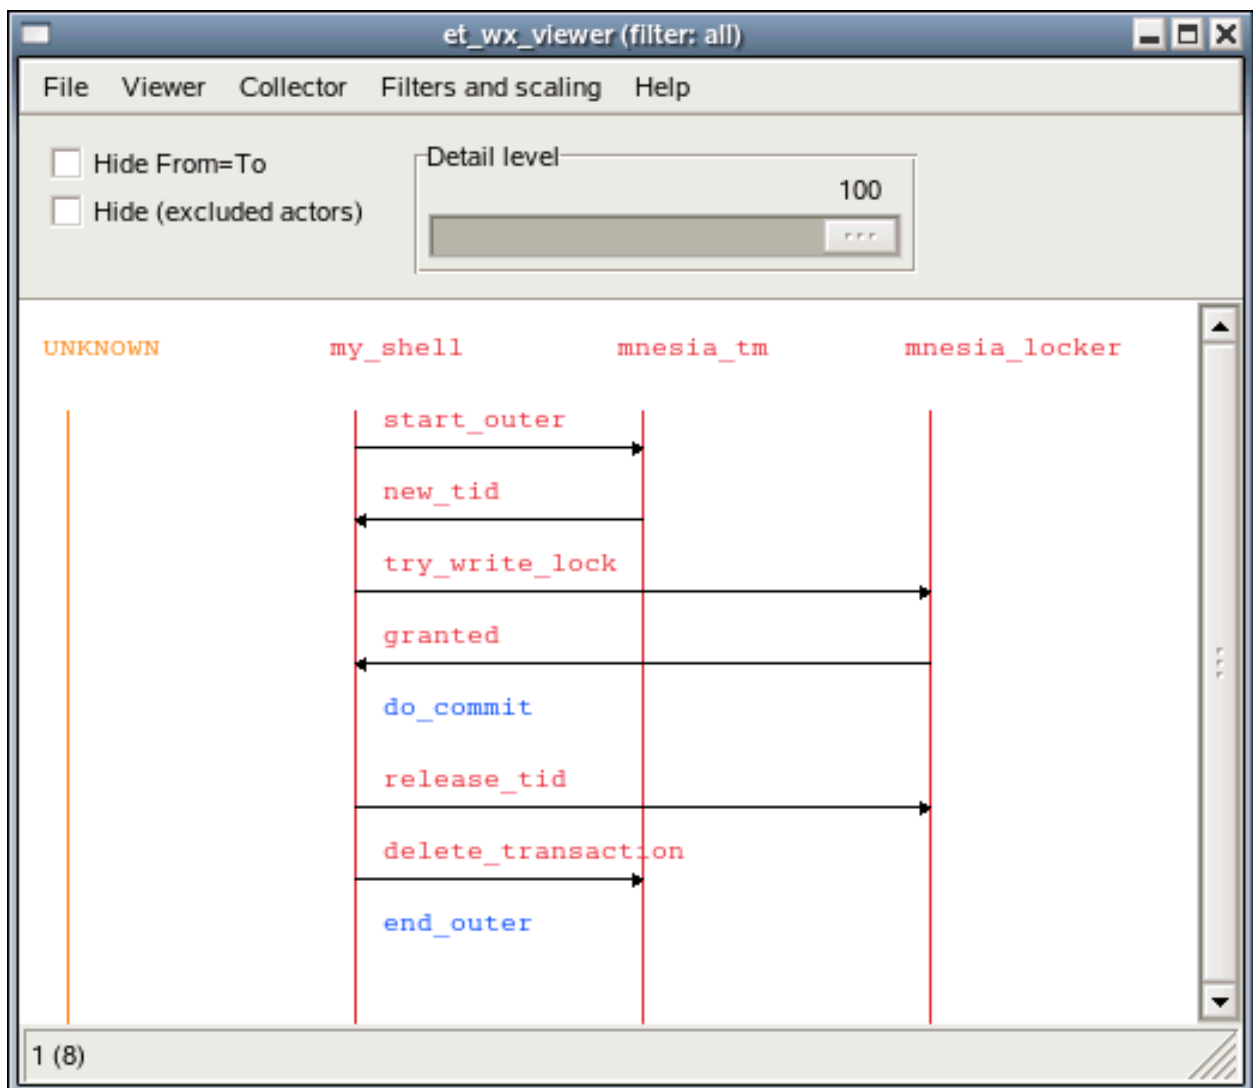 et_wx_viewer (filter: all)
File Viewer Collector Filters and scaling Help
Hide From=To
Hide (excluded actors)
Detail level
100
UNKNOWN my_shell mnesia_tm mnesia_locker
start_outer
new_tid
try_write_lock
granted
do_commit
release_tid
delete_transaction
end_outer
1 (8)